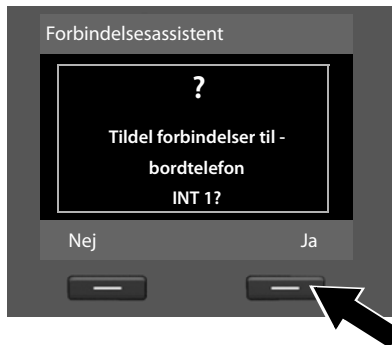 Forbindelsesassistent
?
Tildel forbindelser til -
bordtelefon
INT 1?
Nej Ja